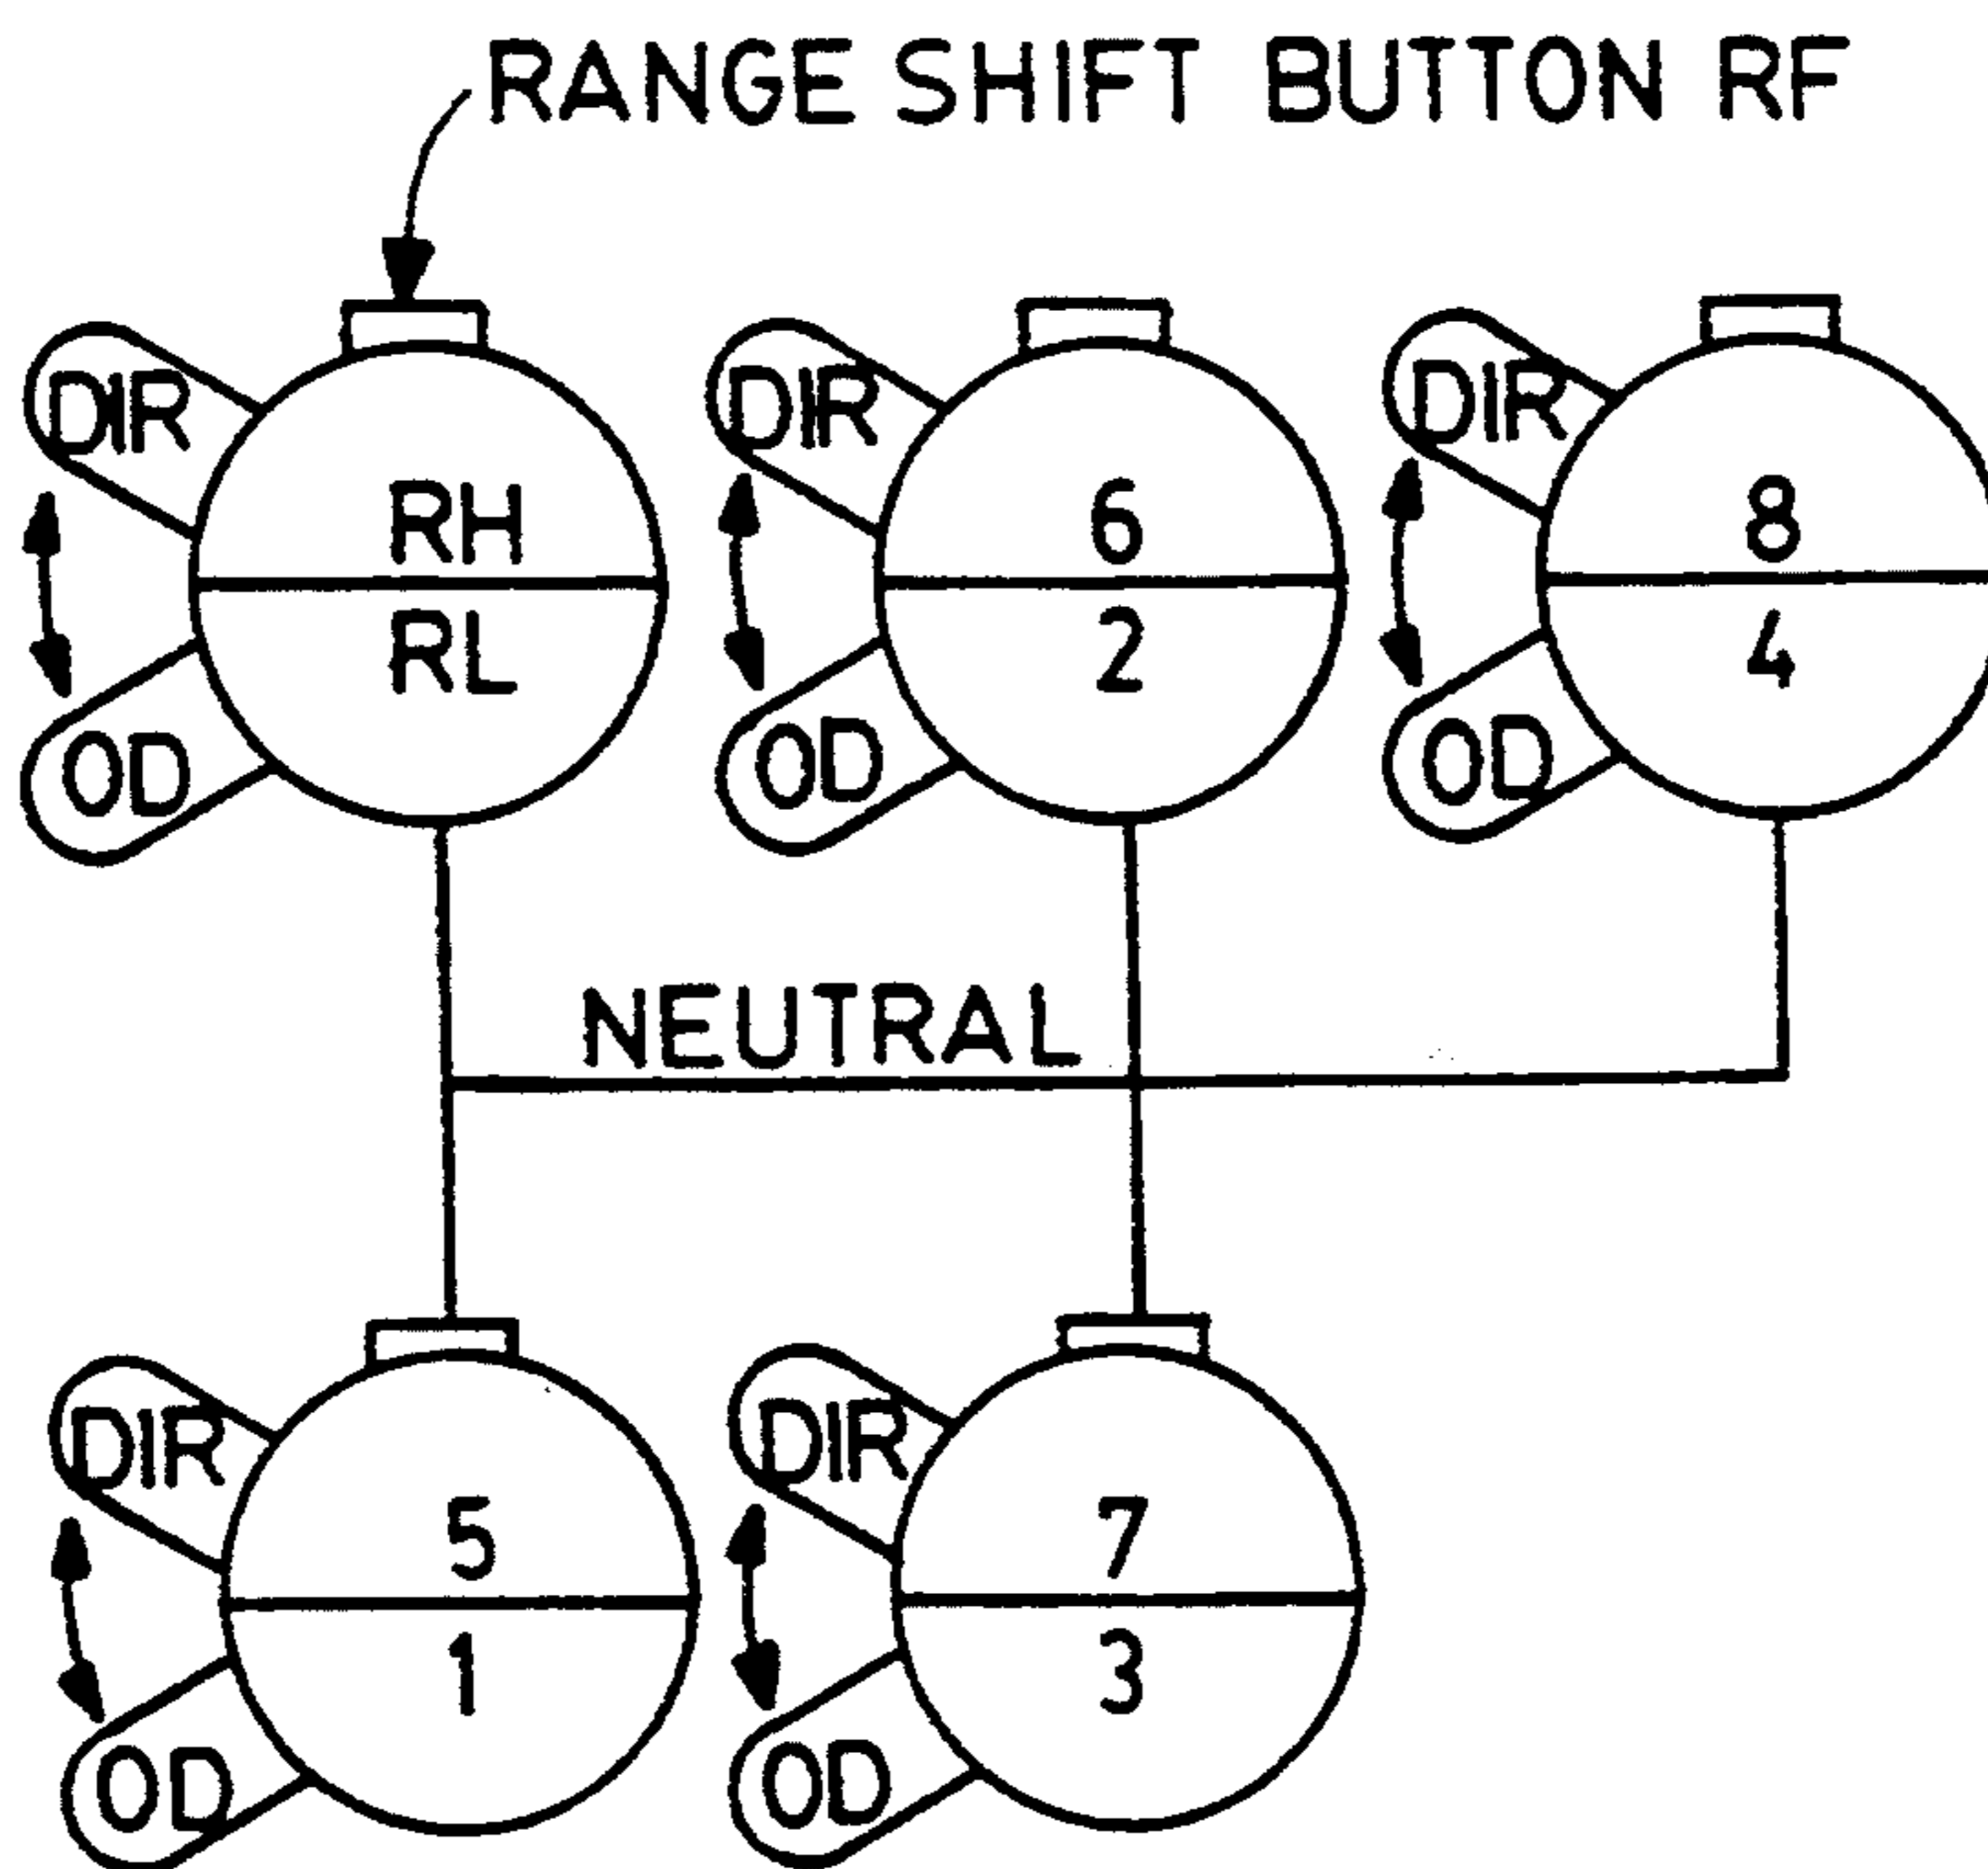 RANGE SHIFT BUTTON RF
DIR DIR DIR
RH 6 8
RL 2 4
OD OD OD
NEUTRAL
DIR DIR
5 7
1 3
OD OD